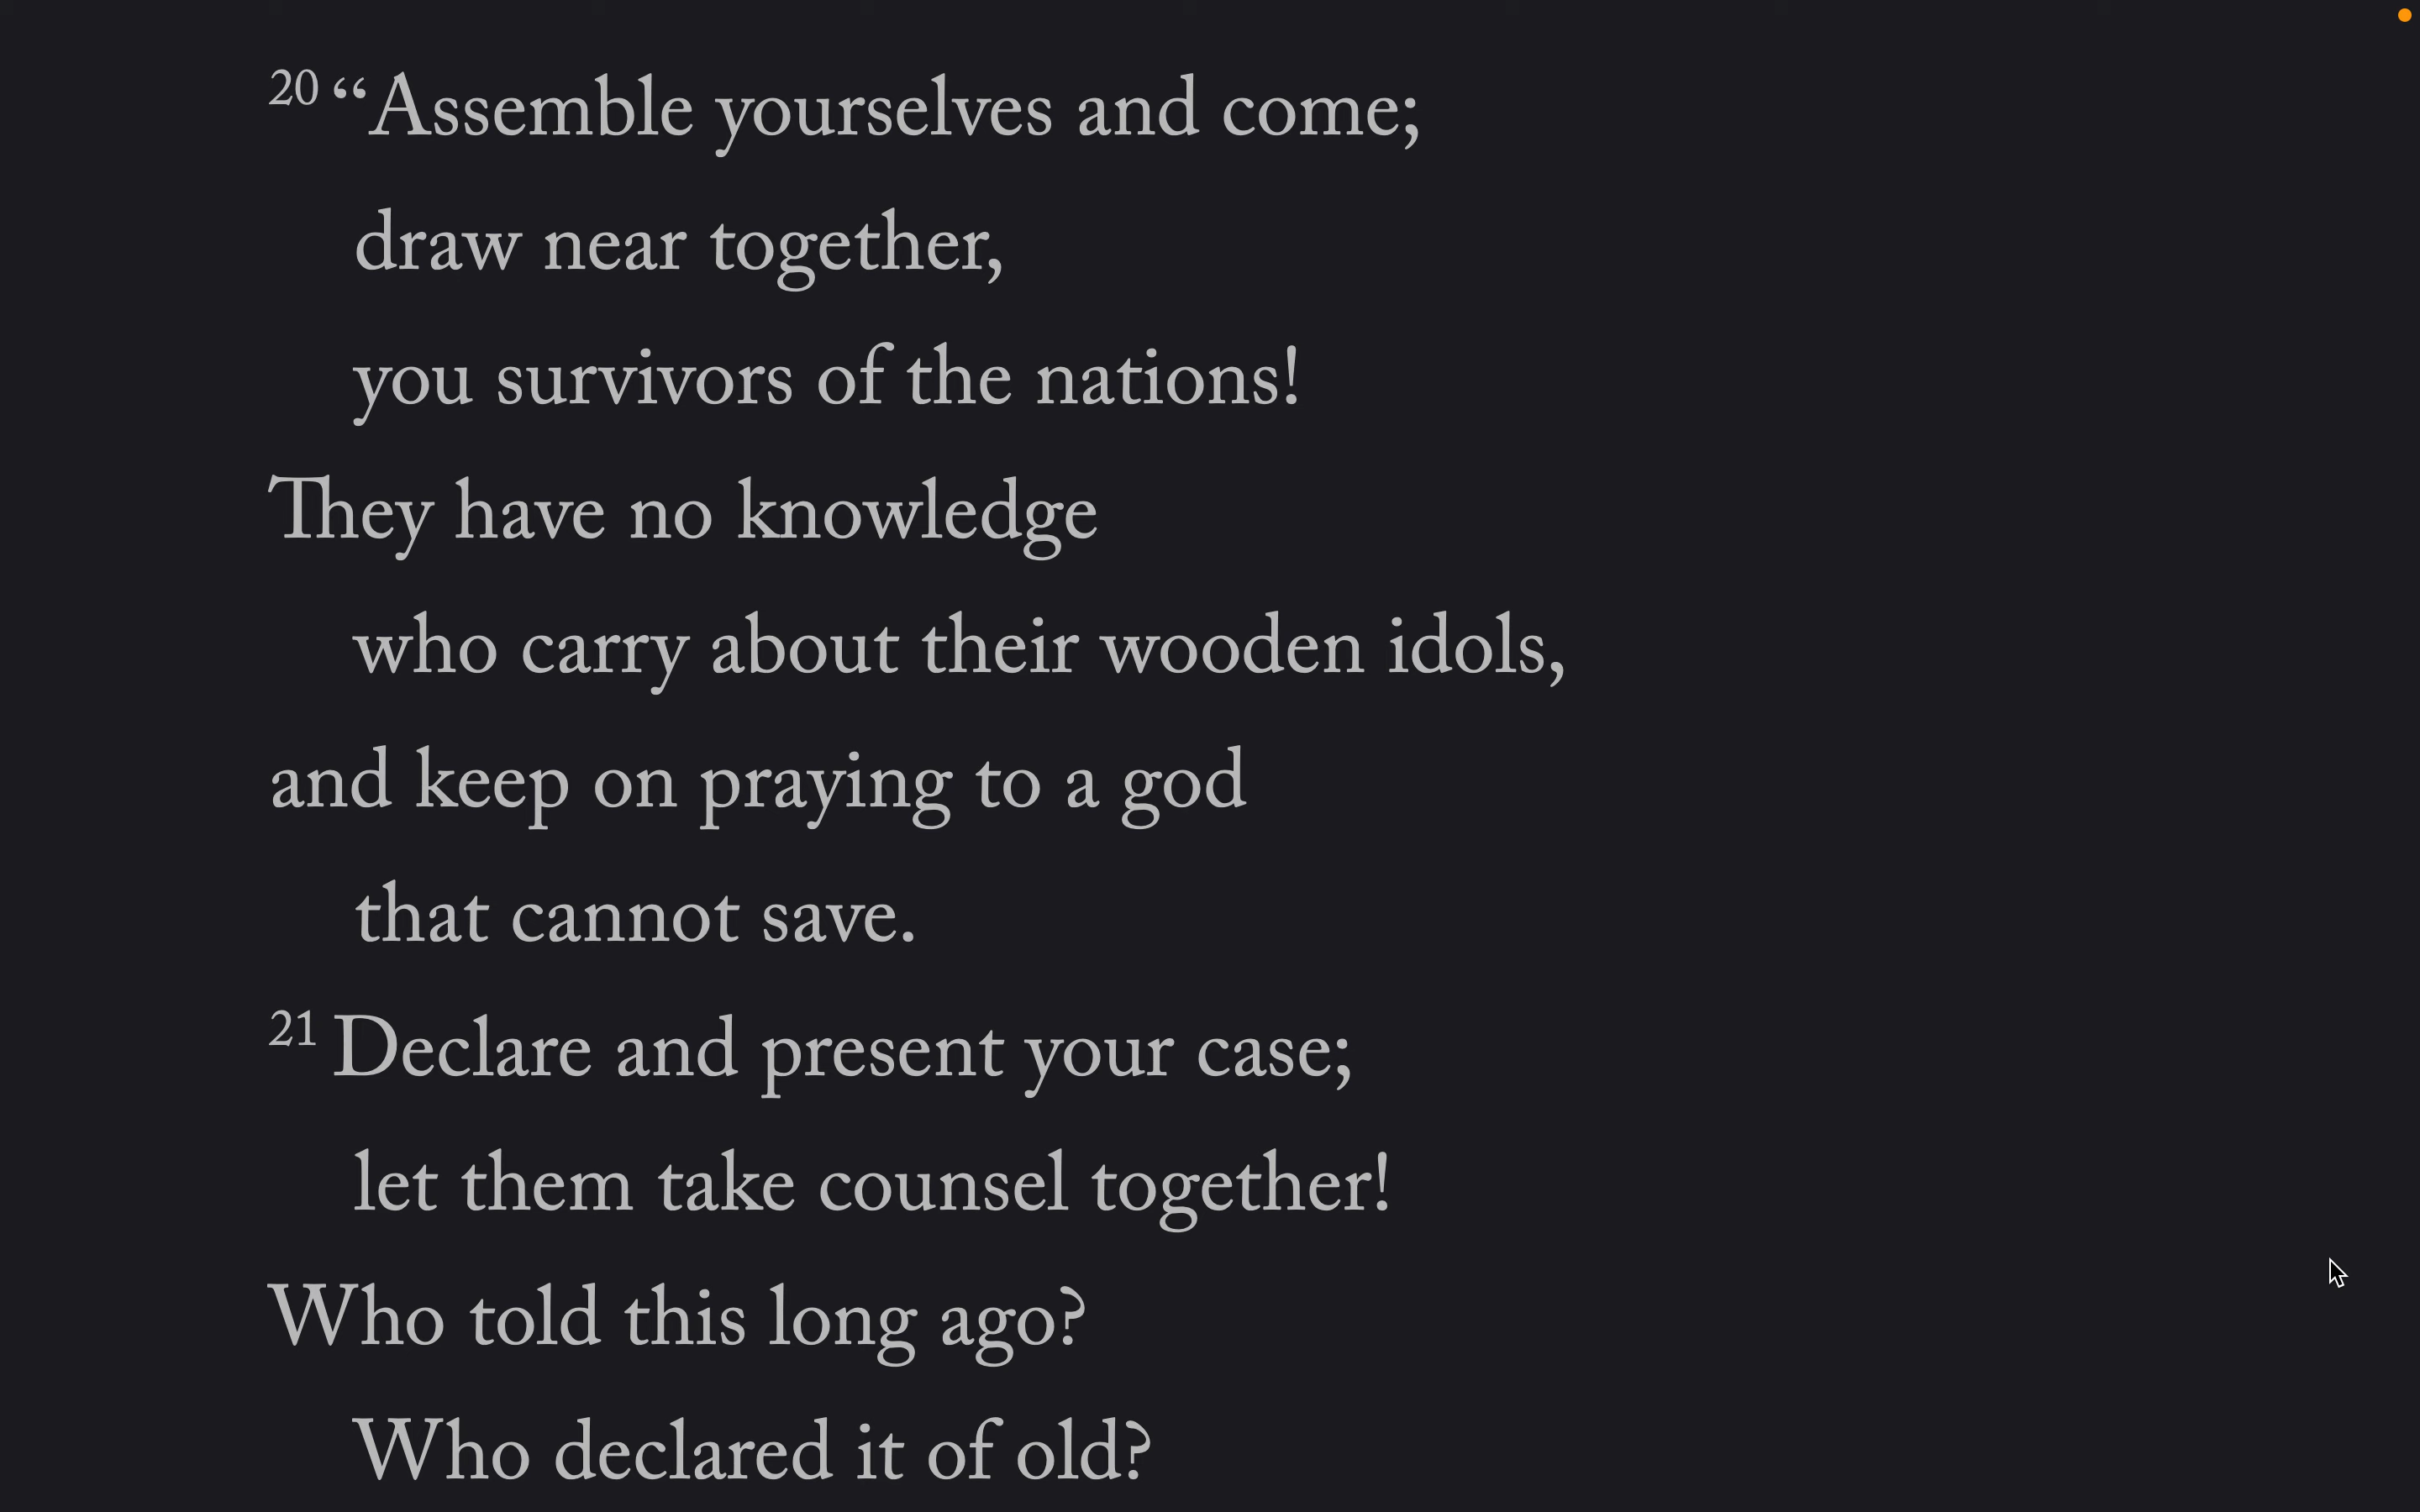 20 “Assemble yourselves and come;
draw near together,
you survivors of the nations!
They have no knowledge
who carry about their wooden idols,
and keep on praying to a god
that cannot save.
21 Declare and present your case;
let them take counsel together!
Who told this long ago?
Who declared it of old?